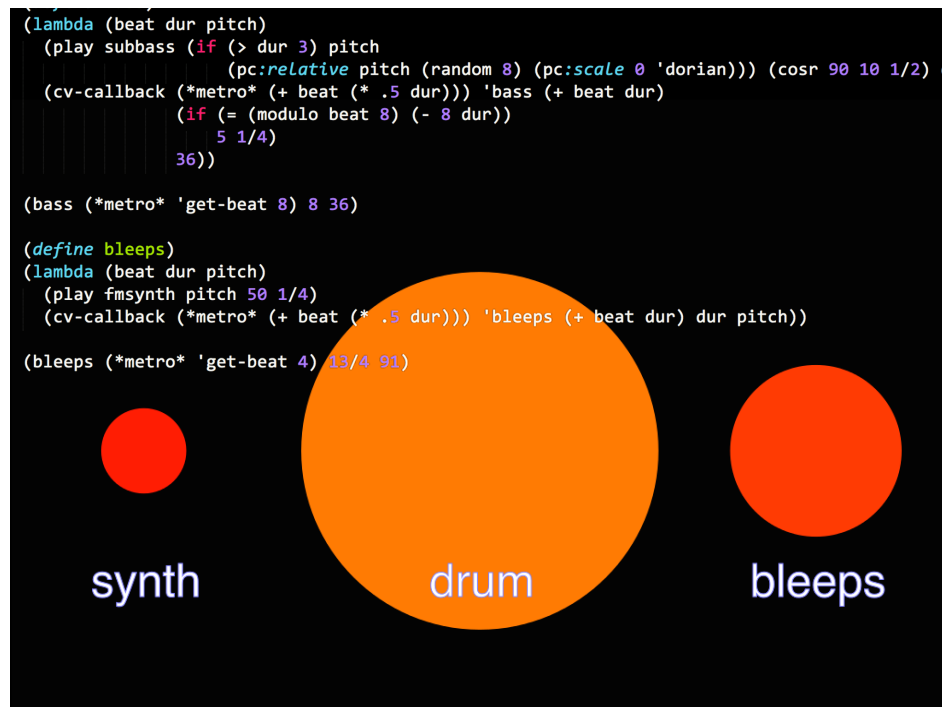 (lambda (beat dur pitch)
(play subbass (if (> dur 3) pitch
(pc:relative pitch (random 8) (pc:scale 0 'dorian))) (cosr 90 10 1/2)
(cv-callback (*metro* (+ beat (* .5 dur))) 'bass (+ beat dur)
(if (= (modulo beat 8) (- 8 dur))
5 1/4)
36))
(bass (*metro* 'get-beat 8) 8 36)
(define bleeps)
(lambda (beat dur pitch)
(play fmsynth pitch 50 1/4)
(cv-callback (*metro* (+ beat (* .5 dur))) 'bleeps (+ beat dur) dur pitch))
(bleeps (*metro* 'get-beat 4) 13/4 91)
synth
drum
bleeps